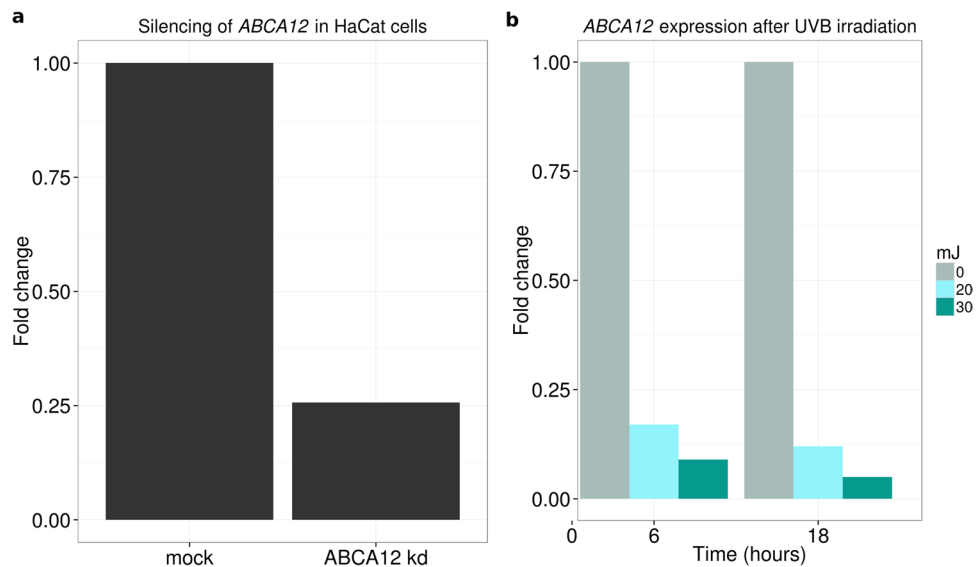 a
Silencing of ABCA12 in HaCat cells
1.00
0.75
0.50
0.25
0.00
Fold change
mock
ABCA12 kd
b
ABCA12 expression after UVB irradiation
1.00
0.75
0.50
0.25
0.00
Fold change
0
6
18
Time (hours)
mJ
0
20
30